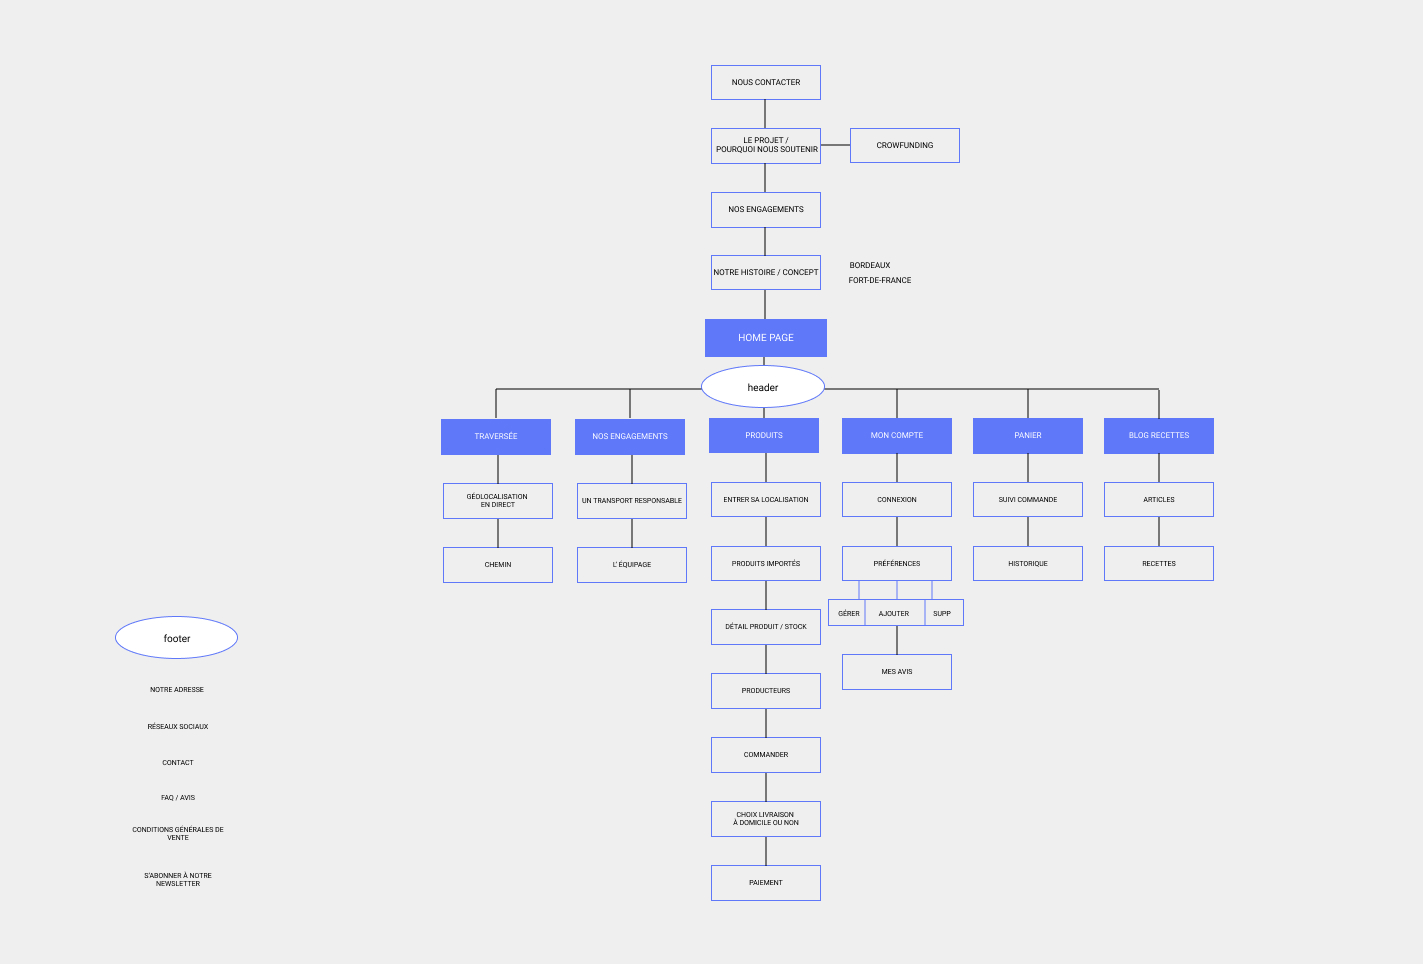 NOUS CONTACTER
LE PROJET /
POURQUOI NOUS SOUTENIR
CROWFUNDING
NOS ENGAGEMENTS
NOTRE HISTOIRE / CONCEPT
BORDEAUX
FORT-DE-FRANCE
HOME PAGE
header
TRAVERSÉE
NOS ENGAGEMENTS
PRODUITS
MON COMPTE
PANIER
BLOG RECETTES
GÉOLOCALISATION
EN DIRECT
UN TRANSPORT RESPONSABLE
ENTRER SA LOCALISATION
CONNEXION
SUIVI COMMANDE
ARTICLES
CHEMIN
L' ÉQUIPAGE
PRODUITS IMPORTÉS
PRÉFÉRENCES
HISTORIQUE
RECETTES
GÉRER
AJOUTER
SUPP
DÉTAIL PRODUIT / STOCK
MES AVIS
PRODUCTEURS
COMMANDER
CHOIX LIVRAISON
À DOMICILE OU NON
PAIEMENT
footer
NOTRE ADRESSE
RÉSEAUX SOCIAUX
CONTACT
FAQ / AVIS
CONDITIONS GÉNÉRALES DE
VENTE
S'ABONNER À NOTRE
NEWSLETTER